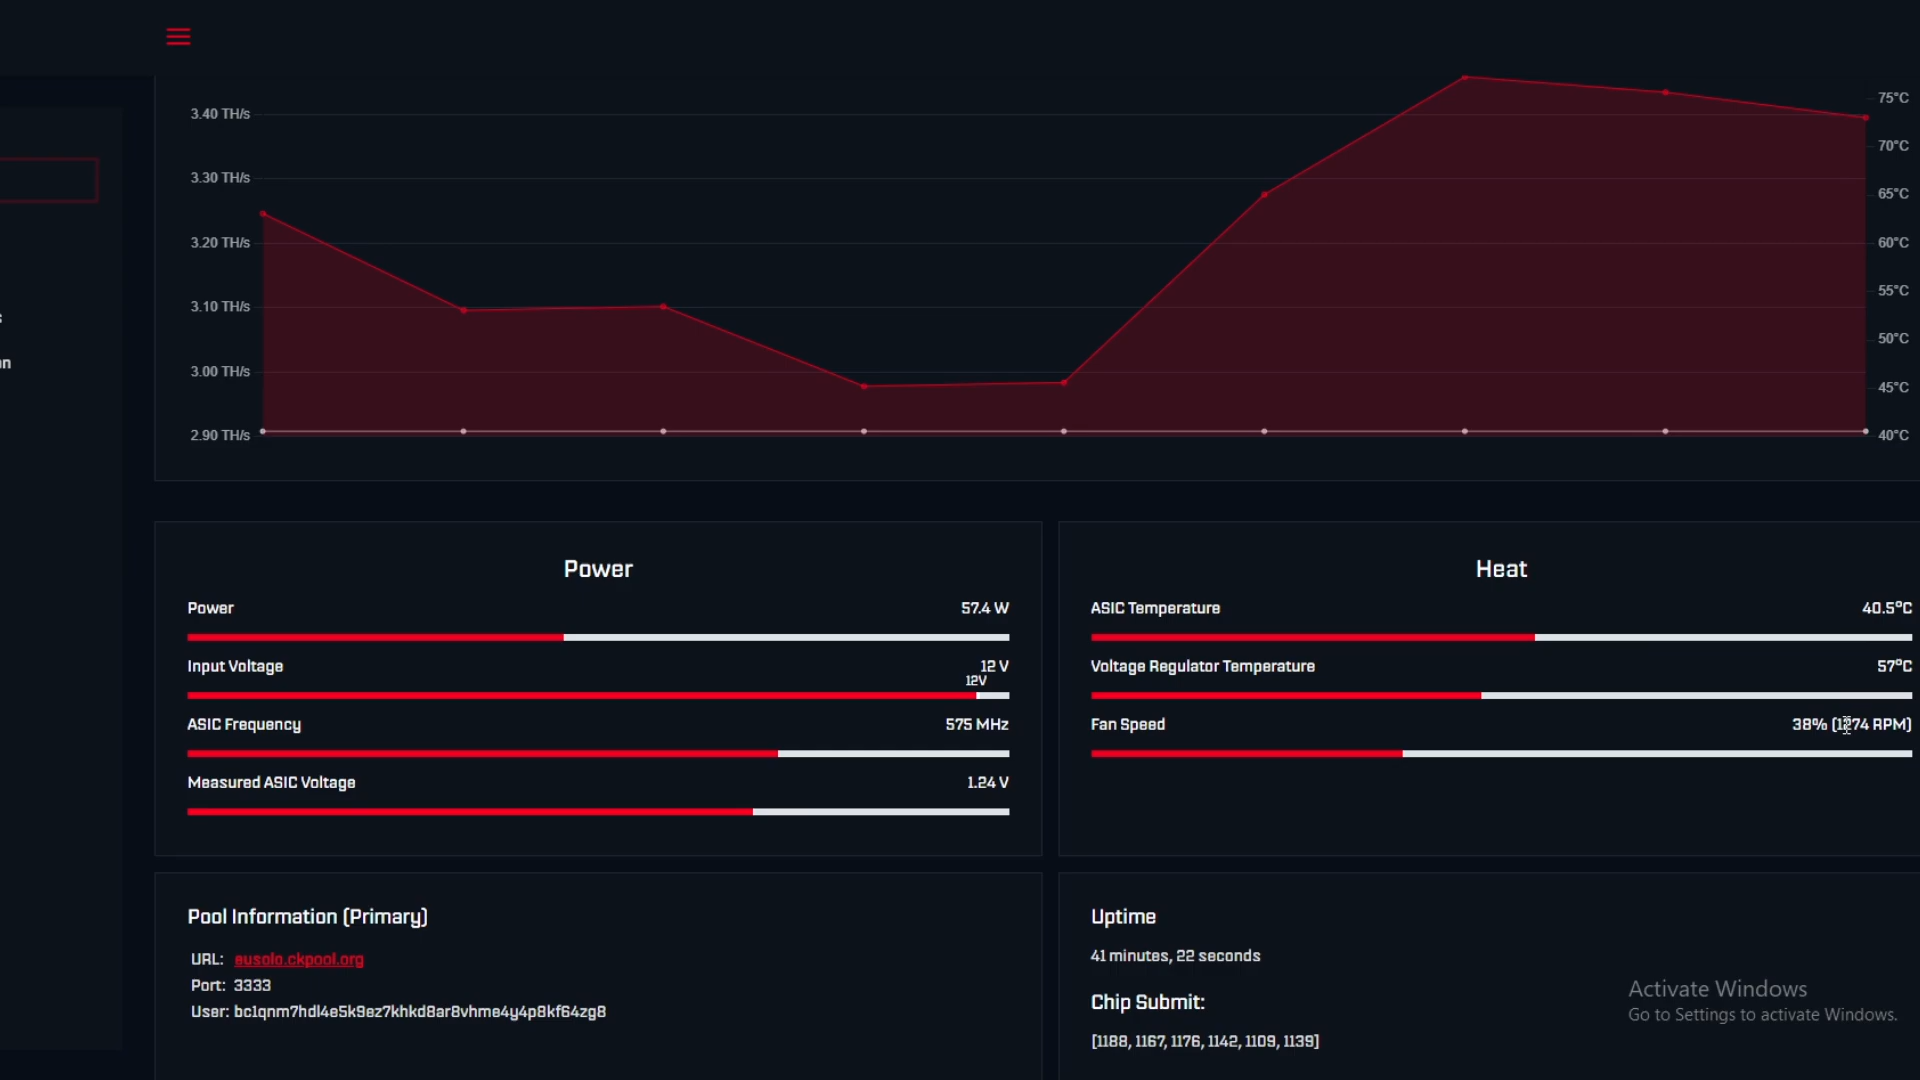 3.40 TH/s
3.30 TH/s
3.20 TH/s
3.10 TH/s
3.00 TH/s
2.90 TH/s
75°C
70°C
65°C
60°C
55°C
50°C
45°C
40°C
Power
Power 57.4 W
Input Voltage 12 V
12V
ASIC Frequency 575 MHz
Measured ASIC Voltage 1.24 V
Heat
ASIC Temperature 40.5°C
Voltage Regulator Temperature 57°C
Fan Speed 38% (1274 RPM)
Pool Information (Primary)
URL: eusolo.ckpool.org
Port: 3333
User: bc1qnm7hdl4e5k9ez7khkd8ar8vhme4y4p8kf64zg8
Uptime
41 minutes, 22 seconds
Chip Submit:
[1188, 1167, 1176, 1142, 1109, 1139]
Activate Windows
Go to Settings to activate Windows.